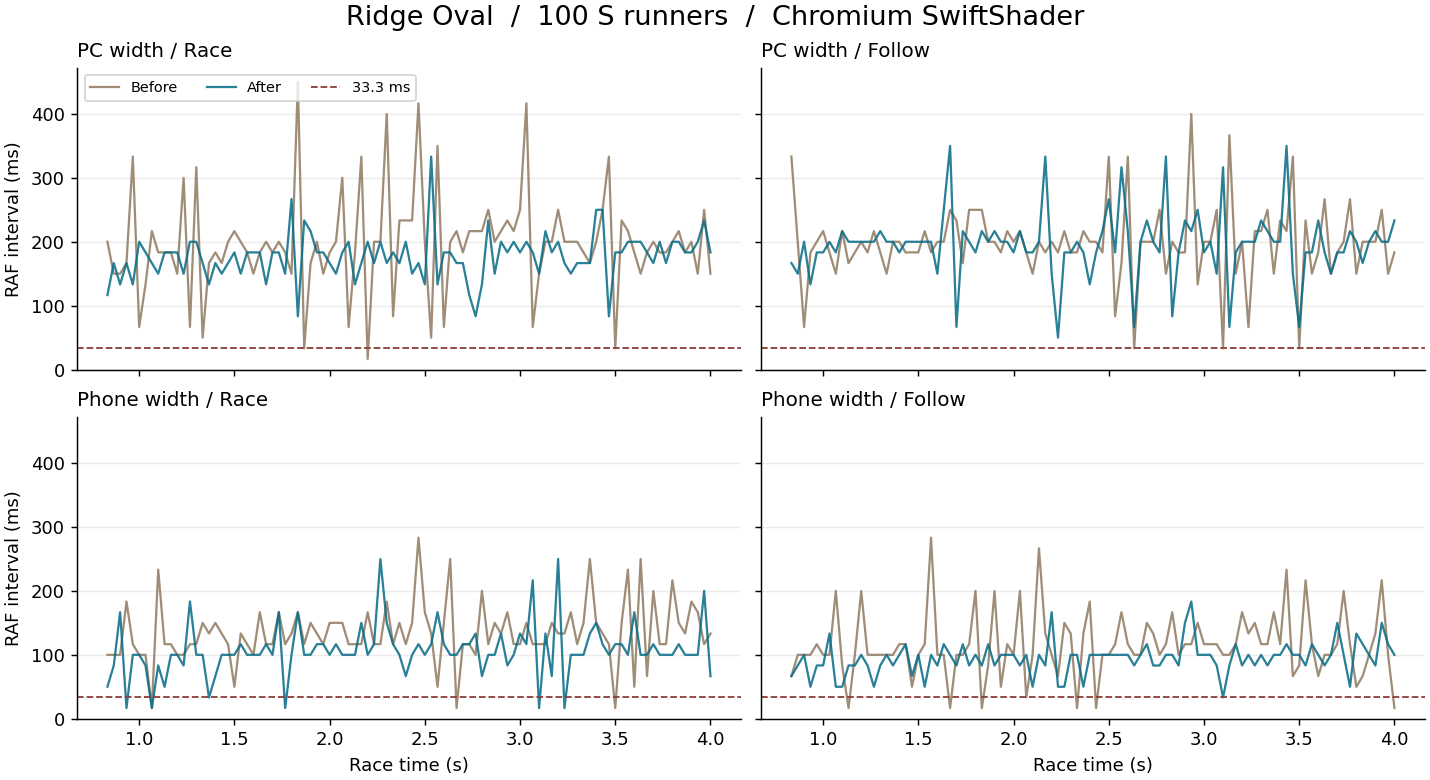 Ridge Oval / 100 S runners / Chromium SwiftShader
PC width / Race
Before After 33.3 ms
RAF interval (ms)
400
300
200
100
0
PC width / Follow
Phone width / Race
RAF interval (ms)
400
300
200
100
0
1.0 1.5 2.0 2.5 3.0 3.5 4.0
Race time (s)
Phone width / Follow
1.0 1.5 2.0 2.5 3.0 3.5 4.0
Race time (s)